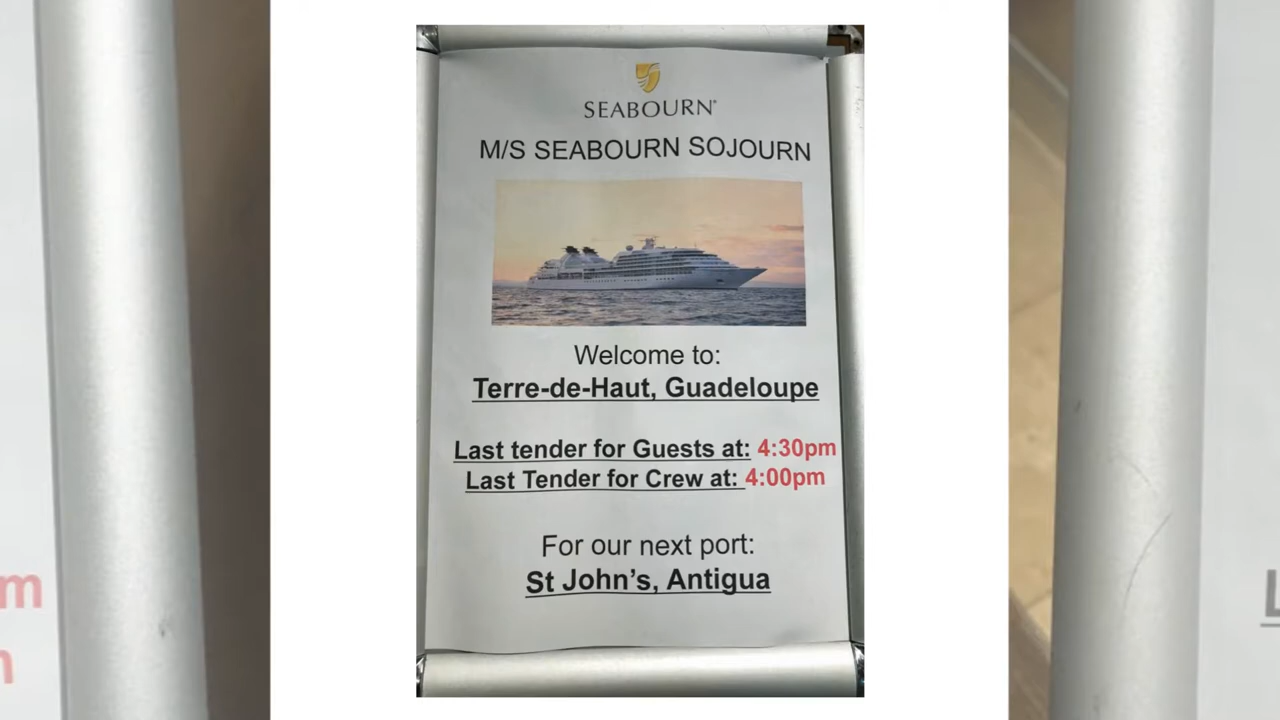 SEABOURN®
M/S SEABOURN SOJOURN
Welcome to:
Terre-de-Haut, Guadeloupe
Last tender for Guests at: 4:30pm
Last Tender for Crew at: 4:00pm
For our next port:
St John's, Antigua
m
L